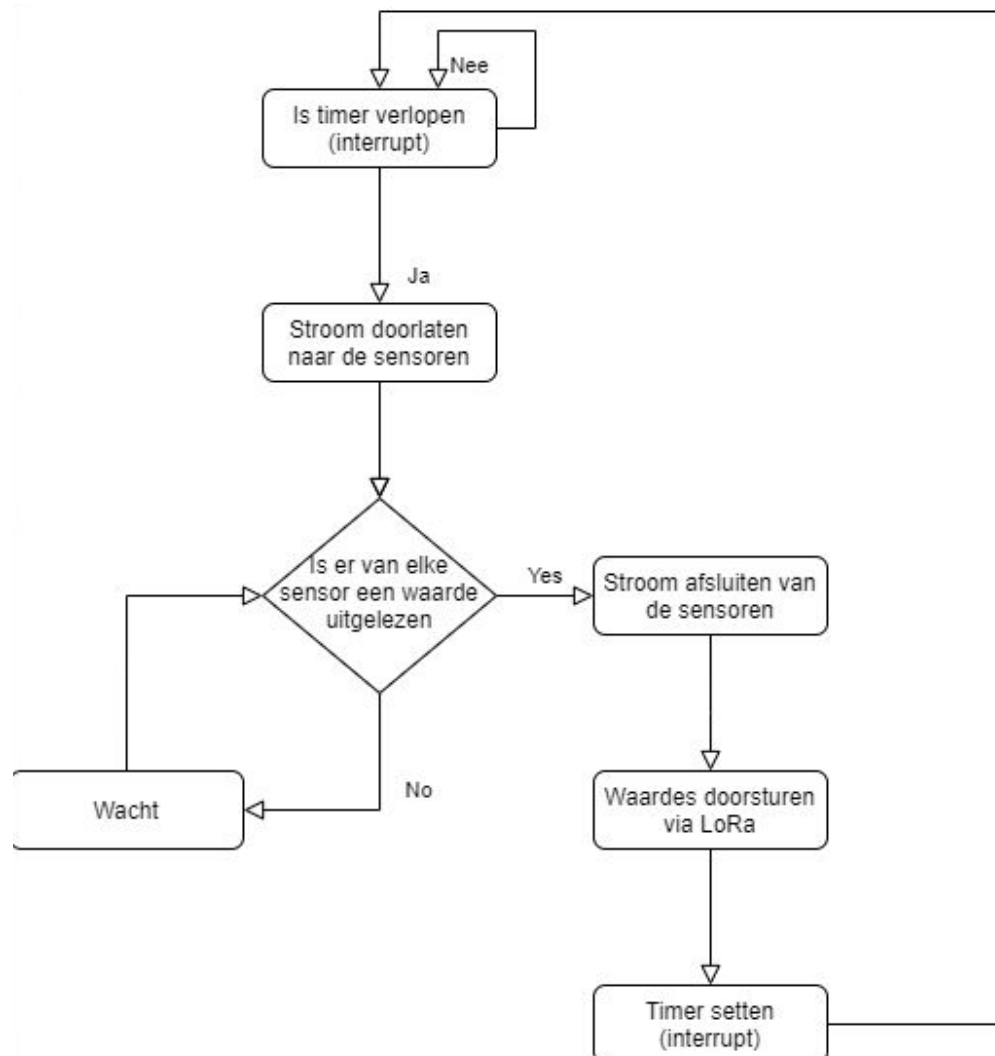 Nee
Is timer verlopen
(interrupt)
Ja
Stroom doorlaten
naar de sensoren
Is er van elke
sensor een waarde
uitgelezen
Yes
Stroom afsluiten van
de sensoren
No
Wacht
Waardes doorsturen
via LoRa
Timer setten
(interrupt)